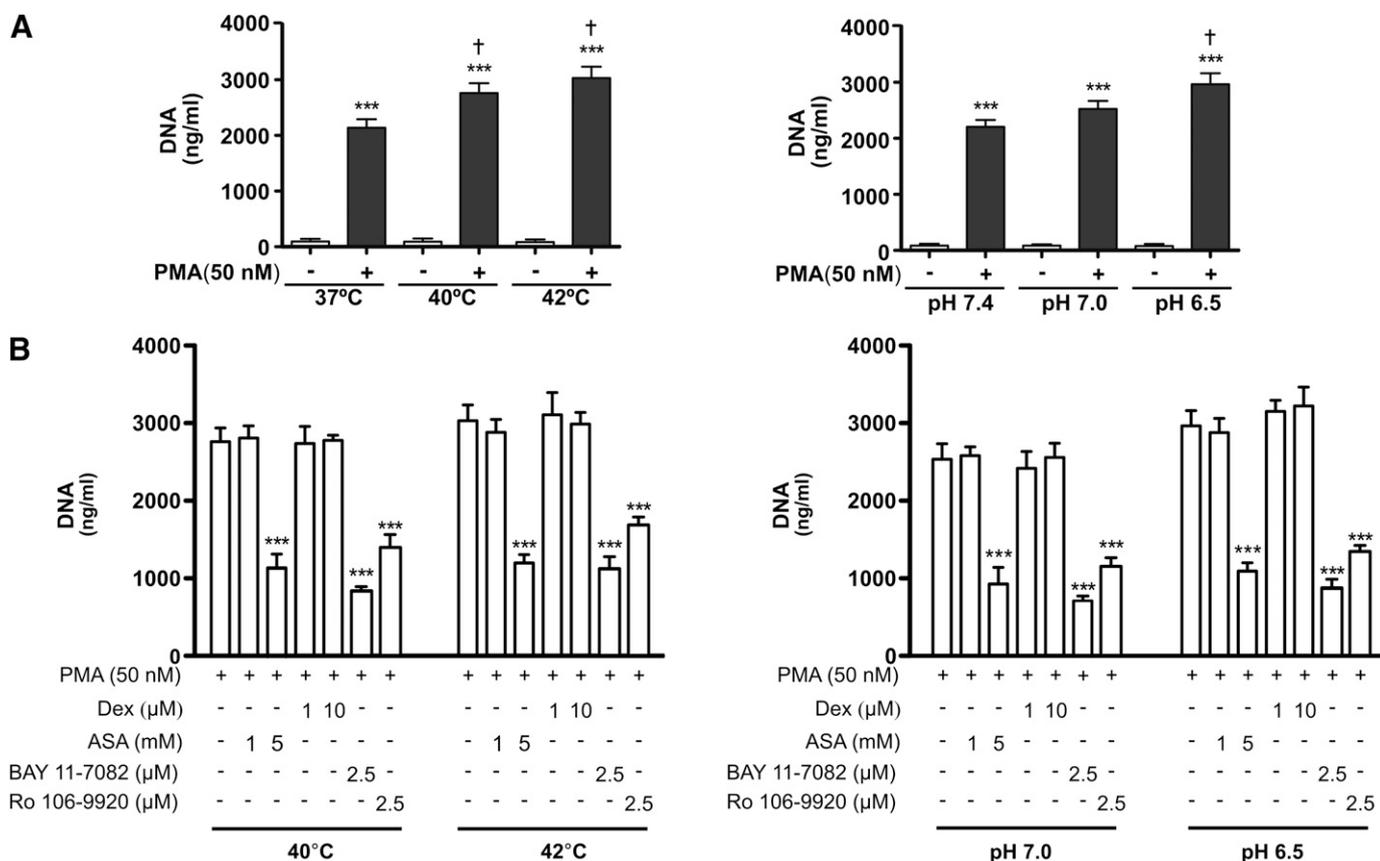 A
DNA
(ng/ml)
4000
3000
2000
1000
0
***
† ***
† ***
PMA(50 nM) - + - + - +
37ºC 40ºC 42ºC
DNA
(ng/ml)
4000
3000
2000
1000
0
***
***
† ***
PMA(50 nM) - + - + - +
pH 7.4 pH 7.0 pH 6.5
B
DNA
(ng/ml)
4000
3000
2000
1000
0
*** *** *** *** *** ***
DNA
(ng/ml)
4000
3000
2000
1000
0
*** *** *** *** *** ***
PMA (50 nM) + + + + + + + + + + + + + + PMA (50 nM) + + + + + + + + + + + + + +
Dex (µM) - - - 1 10 - - - - - 1 10 - - Dex (µM) - - - 1 10 - - - - - 1 10 - -
ASA (mM) - 1 5 - - - - - 1 5 - - - - ASA (mM) - 1 5 - - - - - 1 5 - - - -
BAY 11-7082 (µM) - - - - - 2.5 - - - - - - 2.5 - BAY 11-7082 (µM) - - - - - 2.5 - - - - - - 2.5 -
Ro 106-9920 (µM) - - - - - - 2.5 - - - - - - 2.5 Ro 106-9920 (µM) - - - - - - 2.5 - - - - - - 2.5
40°C 42°C pH 7.0 pH 6.5